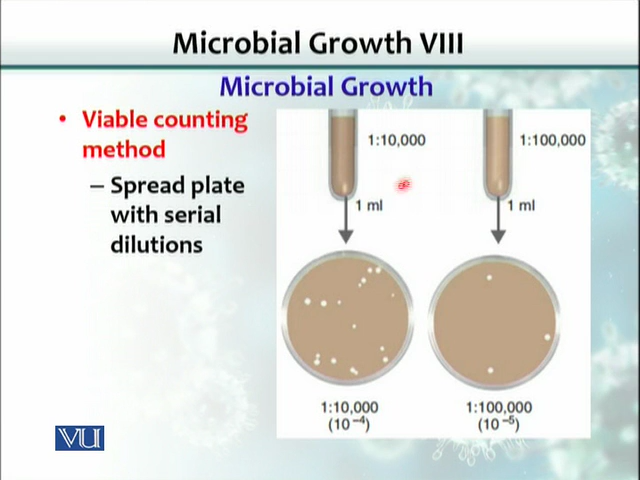 Microbial Growth VIII
Microbial Growth
• Viable counting
method
– Spread plate
with serial
dilutions
1:10,000
1:100,000
1 ml
1 ml
1:10,000
(10⁻⁴)
1:100,000
(10⁻⁵)
VU